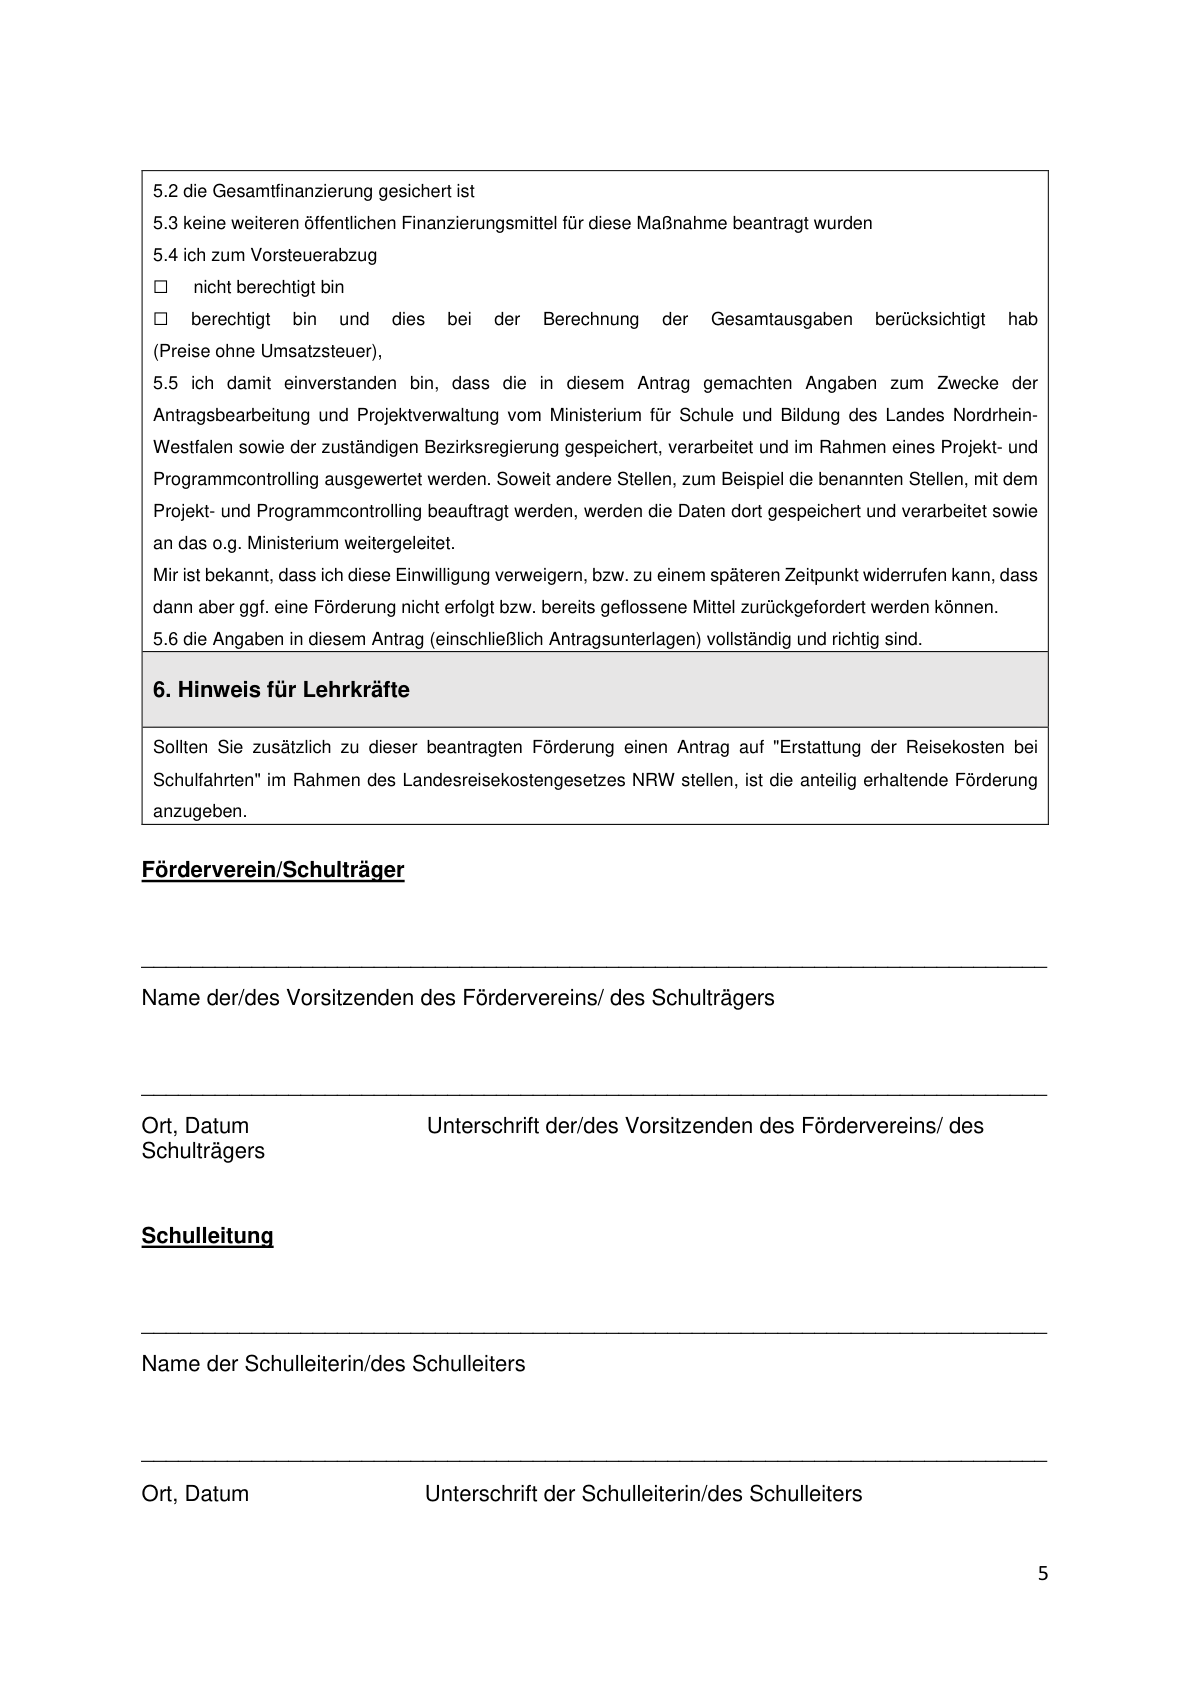 5.2 die Gesamtfinanzierung gesichert ist
5.3 keine weiteren öffentlichen Finanzierungsmittel für diese Maßnahme beantragt wurden
5.4 ich zum Vorsteuerabzug
☐ nicht berechtigt bin
☐ berechtigt bin und dies bei der Berechnung der Gesamtausgaben berücksichtigt hab
(Preise ohne Umsatzsteuer),
5.5 ich damit einverstanden bin, dass die in diesem Antrag gemachten Angaben zum Zwecke der
Antragsbearbeitung und Projektverwaltung vom Ministerium für Schule und Bildung des Landes Nordrhein-
Westfalen sowie der zuständigen Bezirksregierung gespeichert, verarbeitet und im Rahmen eines Projekt- und
Programmcontrolling ausgewertet werden. Soweit andere Stellen, zum Beispiel die benannten Stellen, mit dem
Projekt- und Programmcontrolling beauftragt werden, werden die Daten dort gespeichert und verarbeitet sowie
an das o.g. Ministerium weitergeleitet.
Mir ist bekannt, dass ich diese Einwilligung verweigern, bzw. zu einem späteren Zeitpunkt widerrufen kann, dass
dann aber ggf. eine Förderung nicht erfolgt bzw. bereits geflossene Mittel zurückgefordert werden können.
5.6 die Angaben in diesem Antrag (einschließlich Antragsunterlagen) vollständig und richtig sind.
6. Hinweis für Lehrkräfte
Sollten Sie zusätzlich zu dieser beantragten Förderung einen Antrag auf "Erstattung der Reisekosten bei
Schulfahrten" im Rahmen des Landesreisekostengesetzes NRW stellen, ist die anteilig erhaltende Förderung
anzugeben.
Förderverein/Schulträger
Name der/des Vorsitzenden des Fördervereins/ des Schulträgers
Ort, Datum Unterschrift der/des Vorsitzenden des Fördervereins/ des
Schulträgers
Schulleitung
Name der Schulleiterin/des Schulleiters
Ort, Datum Unterschrift der Schulleiterin/des Schulleiters
5